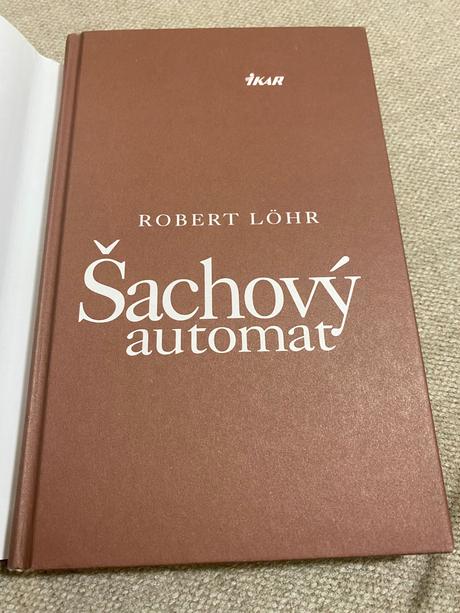 iKAR
ROBERT LÖHR
Šachový
automat